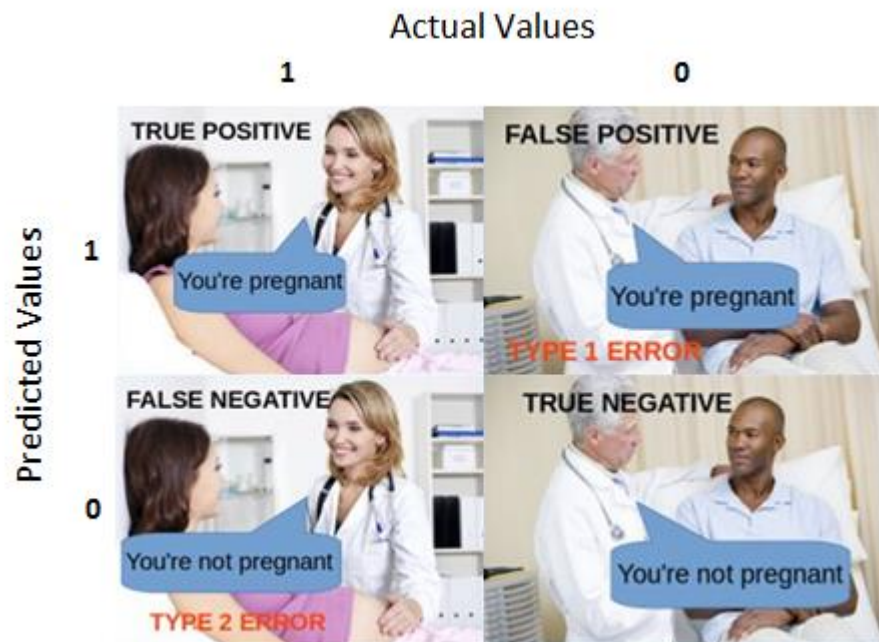 Actual Values
1 0
TRUE POSITIVE FALSE POSITIVE
Predicted Values
1
You're pregnant You're pregnant
TYPE 1 ERROR
FALSE NEGATIVE TRUE NEGATIVE
0
You're not pregnant You're not pregnant
TYPE 2 ERROR